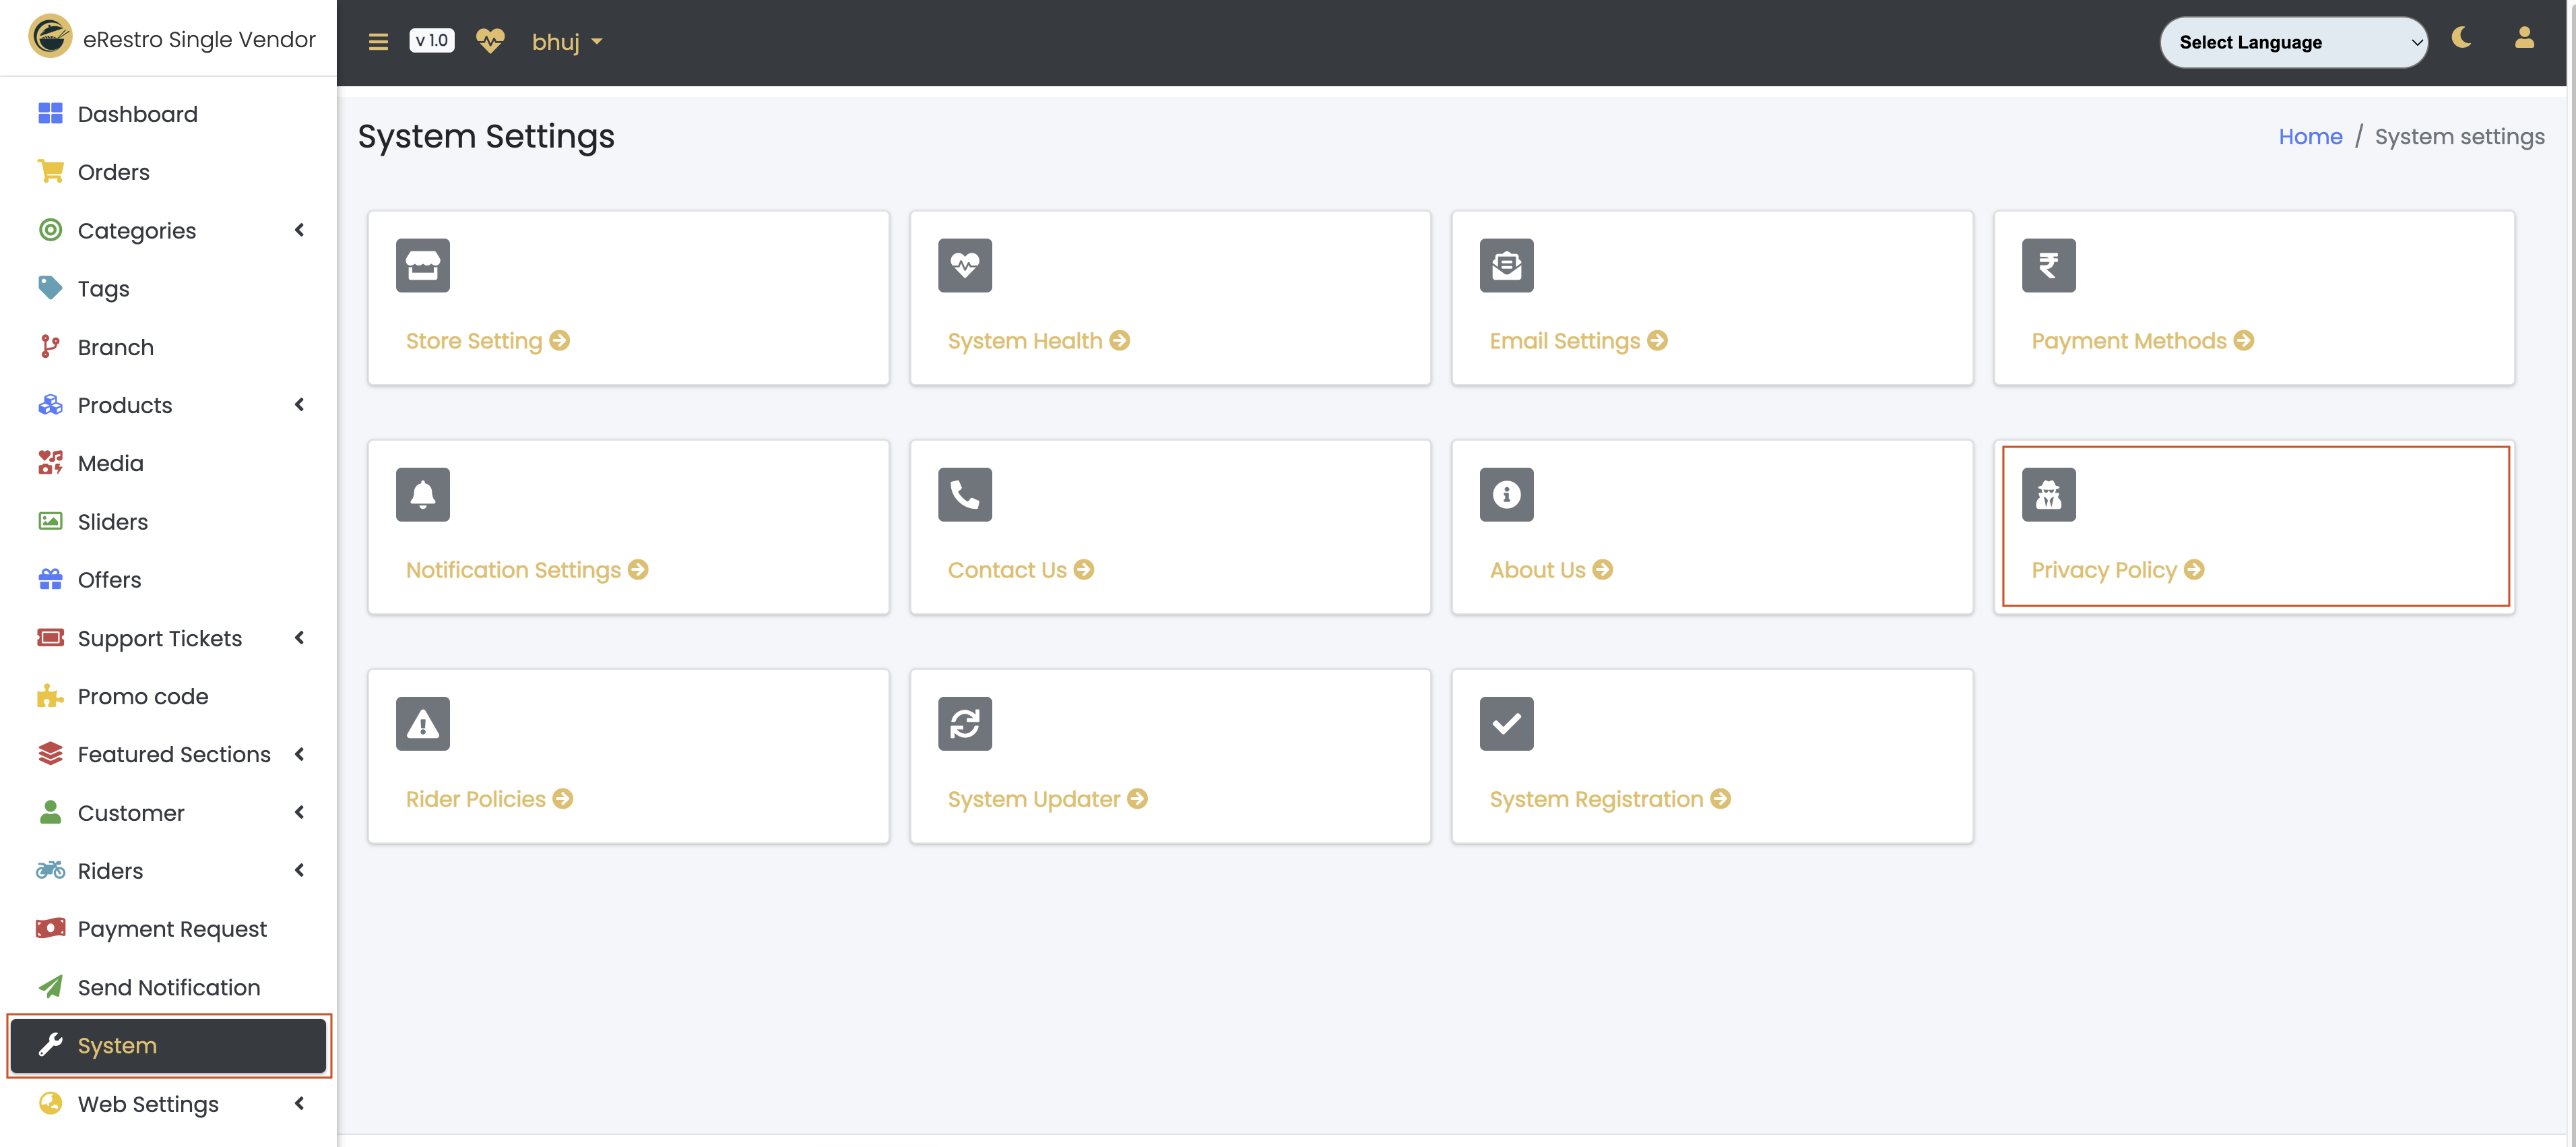 eRestro Single Vendor
v 1.0
bhuj
Select Language
Dashboard
Orders
Categories
Tags
Branch
Products
Media
Sliders
Offers
Support Tickets
Promo code
Featured Sections
Customer
Riders
Payment Request
Send Notification
System
Web Settings
System Settings
Home / System settings
Store Setting
System Health
Email Settings
Payment Methods
Notification Settings
Contact Us
About Us
Privacy Policy
Rider Policies
System Updater
System Registration